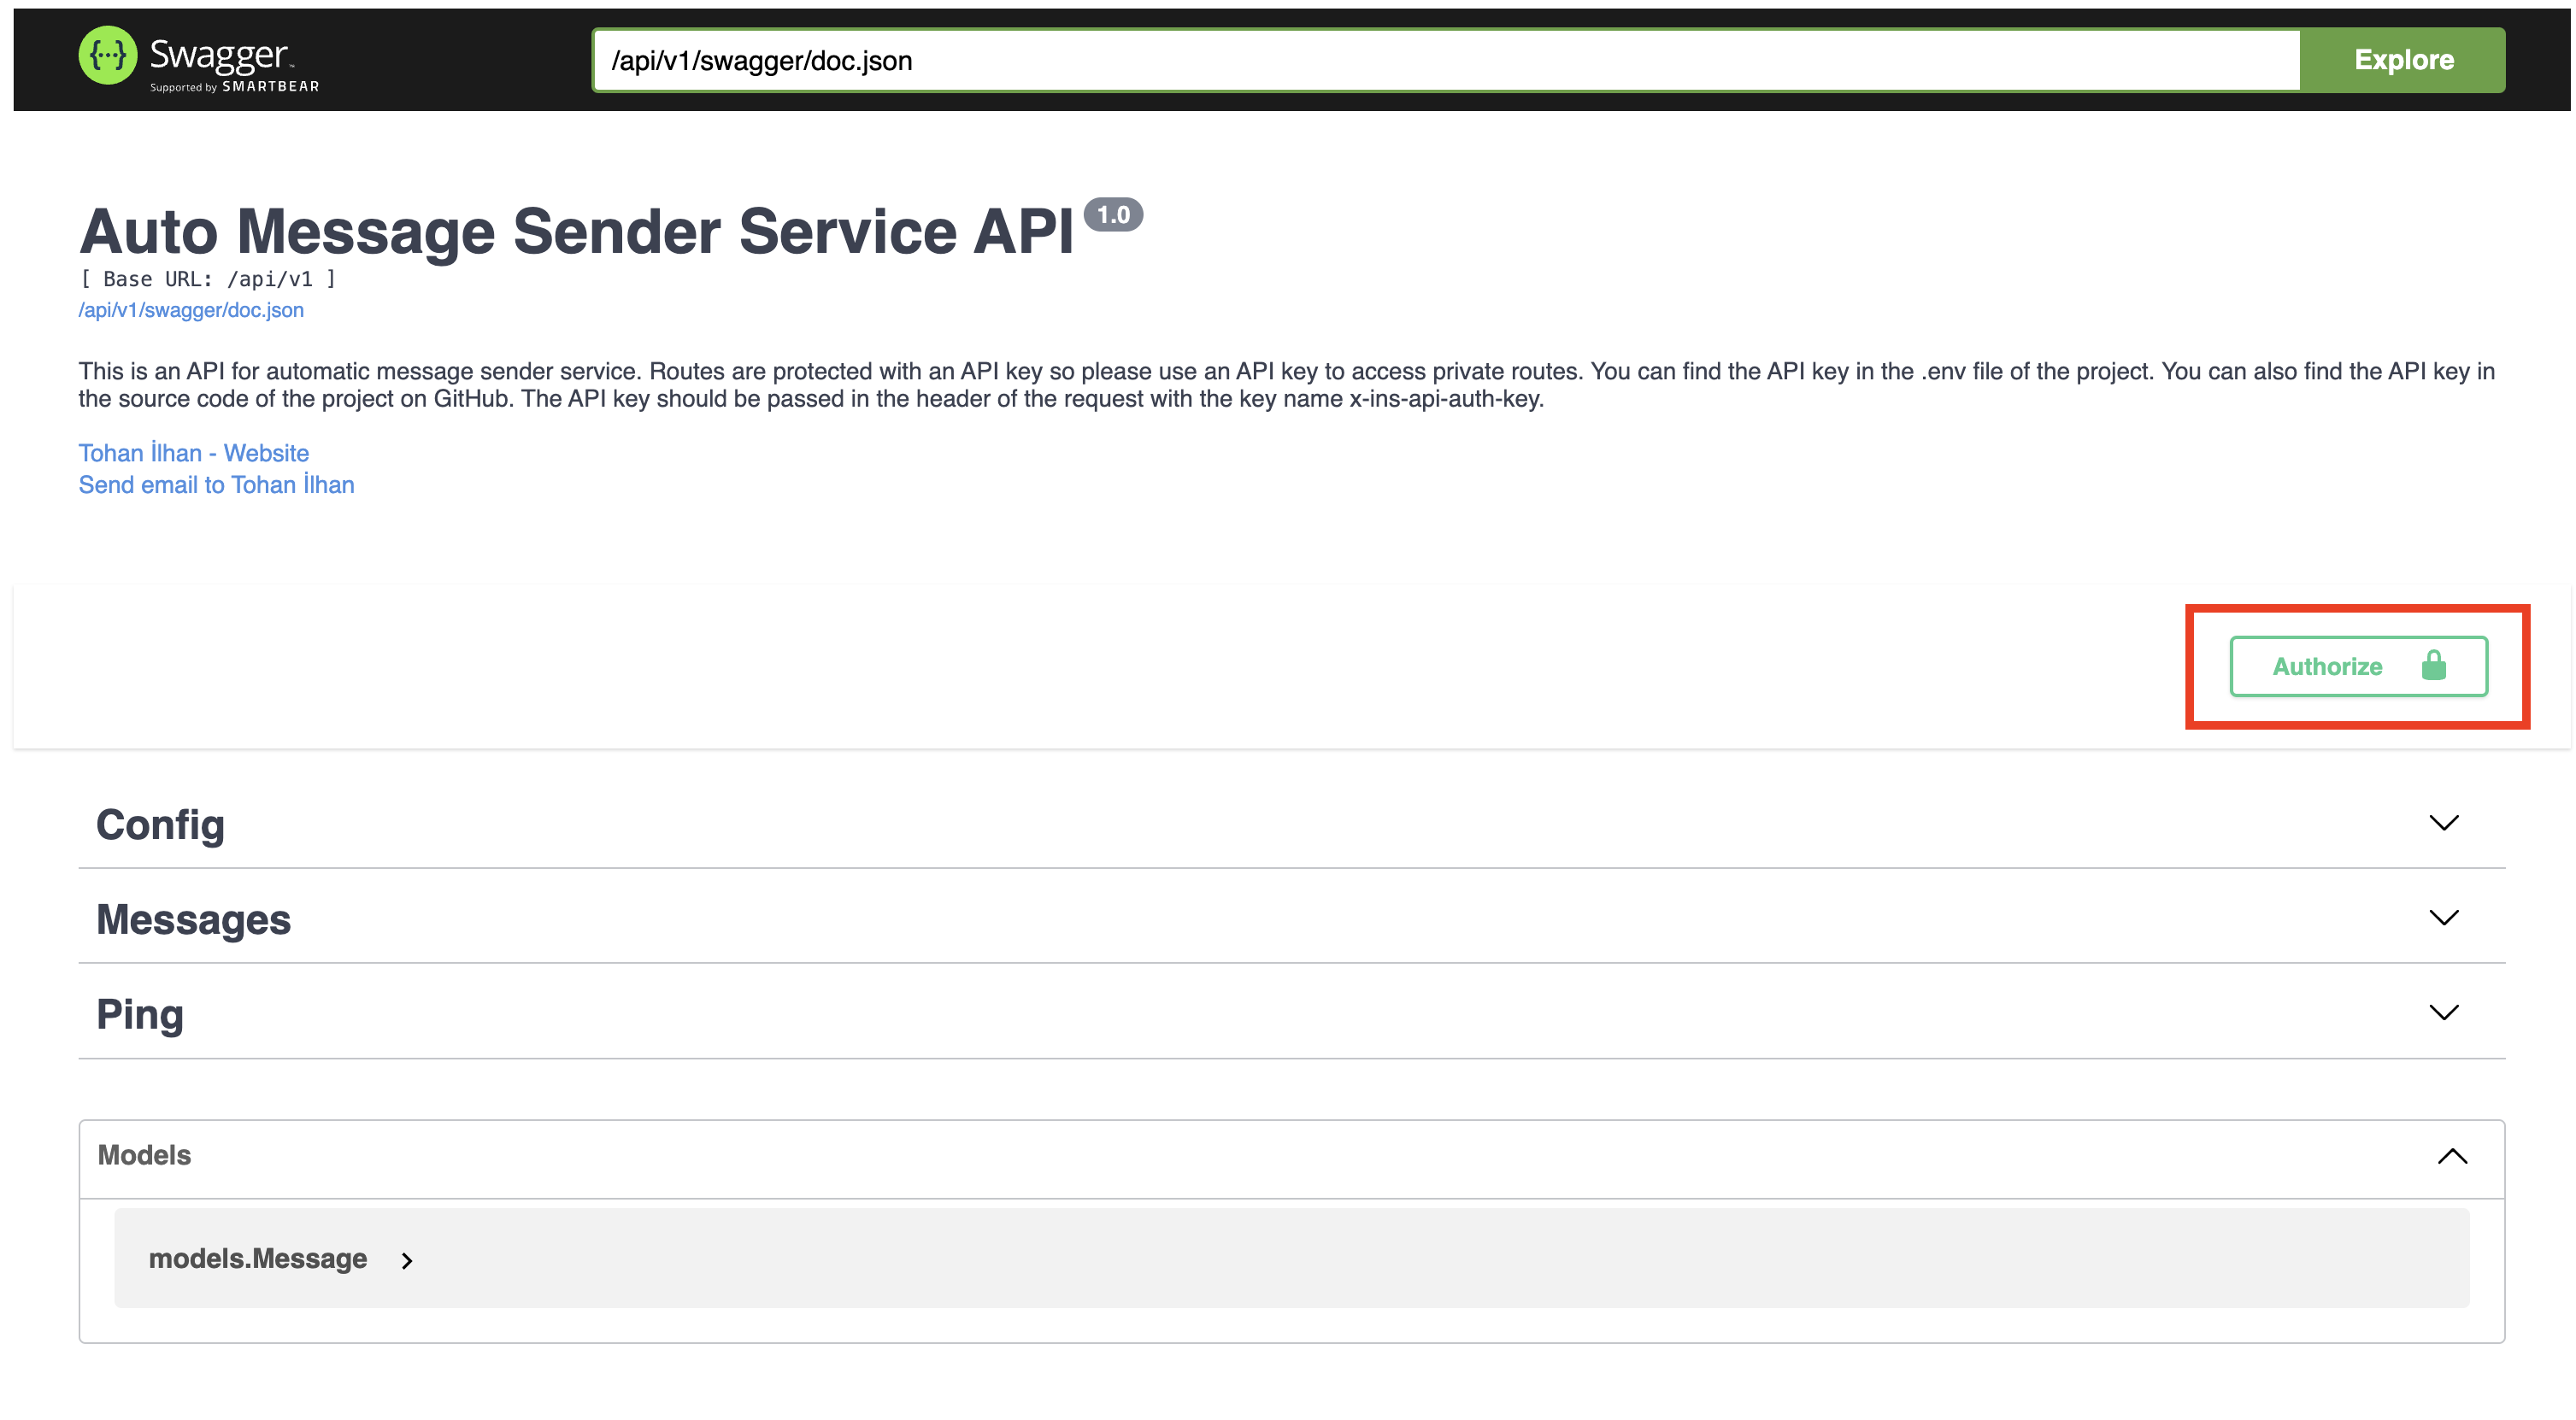 Swagger
Supported by SMARTBEAR
/api/v1/swagger/doc.json
Explore
Auto Message Sender Service API 1.0
[ Base URL: /api/v1 ]
/api/v1/swagger/doc.json
This is an API for automatic message sender service. Routes are protected with an API key so please use an API key to access private routes. You can find the API key in the .env file of the project. You can also find the API key in
the source code of the project on GitHub. The API key should be passed in the header of the request with the key name x-ins-api-auth-key.
Tohan İlhan - Website
Send email to Tohan İlhan
Authorize
Config
Messages
Ping
Models
models.Message